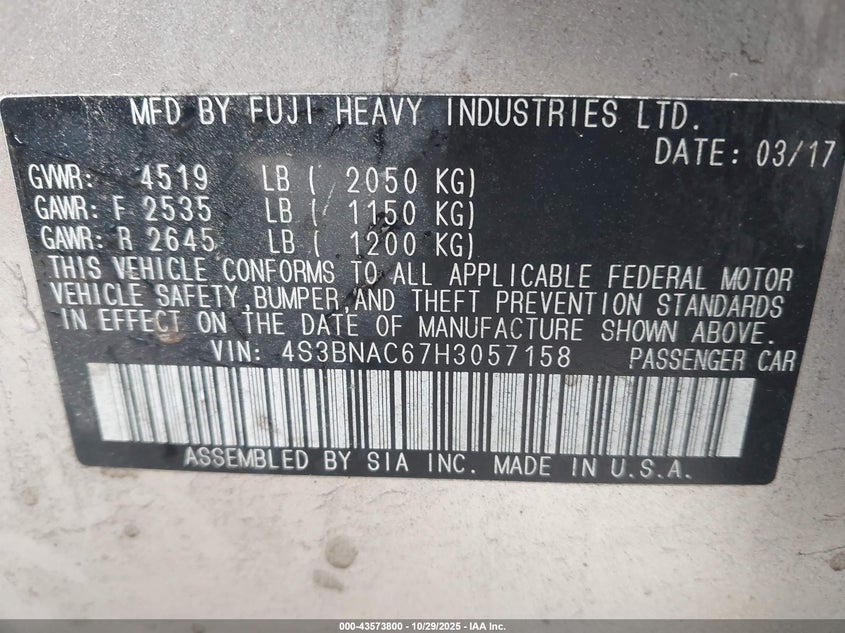 MFD BY FUJI HEAVY INDUSTRIES LTD.
DATE: 03/17
GVWR: 4519 LB ( 2050 KG)
GAWR: F 2535 LB ( 1150 KG)
GAWR: R 2645 LB ( 1200 KG)
THIS VEHICLE CONFORMS TO ALL APPLICABLE FEDERAL MOTOR
VEHICLE SAFETY,BUMPER,AND THEFT PREVENTION STANDARDS
IN EFFECT ON THE DATE OF MANUFACTURE SHOWN ABOVE.
VIN: 4S3BNAC67H3057158 PASSENGER CAR
ASSEMBLED BY SIA INC. MADE IN U.S.A.
000-43573800 | 10/29/2025 - IAA Inc.